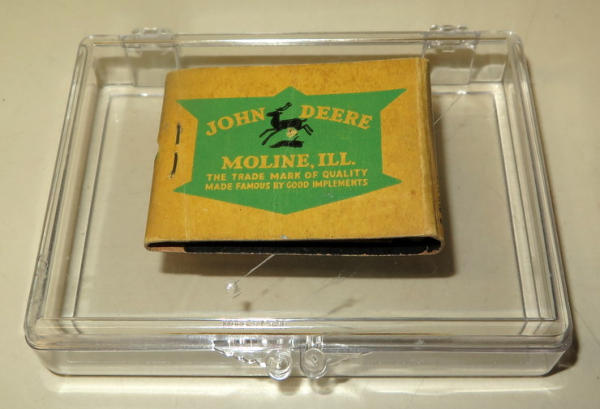 JOHN DEERE
MOLINE, ILL.
THE TRADE MARK OF QUALITY
MADE FAMOUS BY GOOD IMPLEMENTS